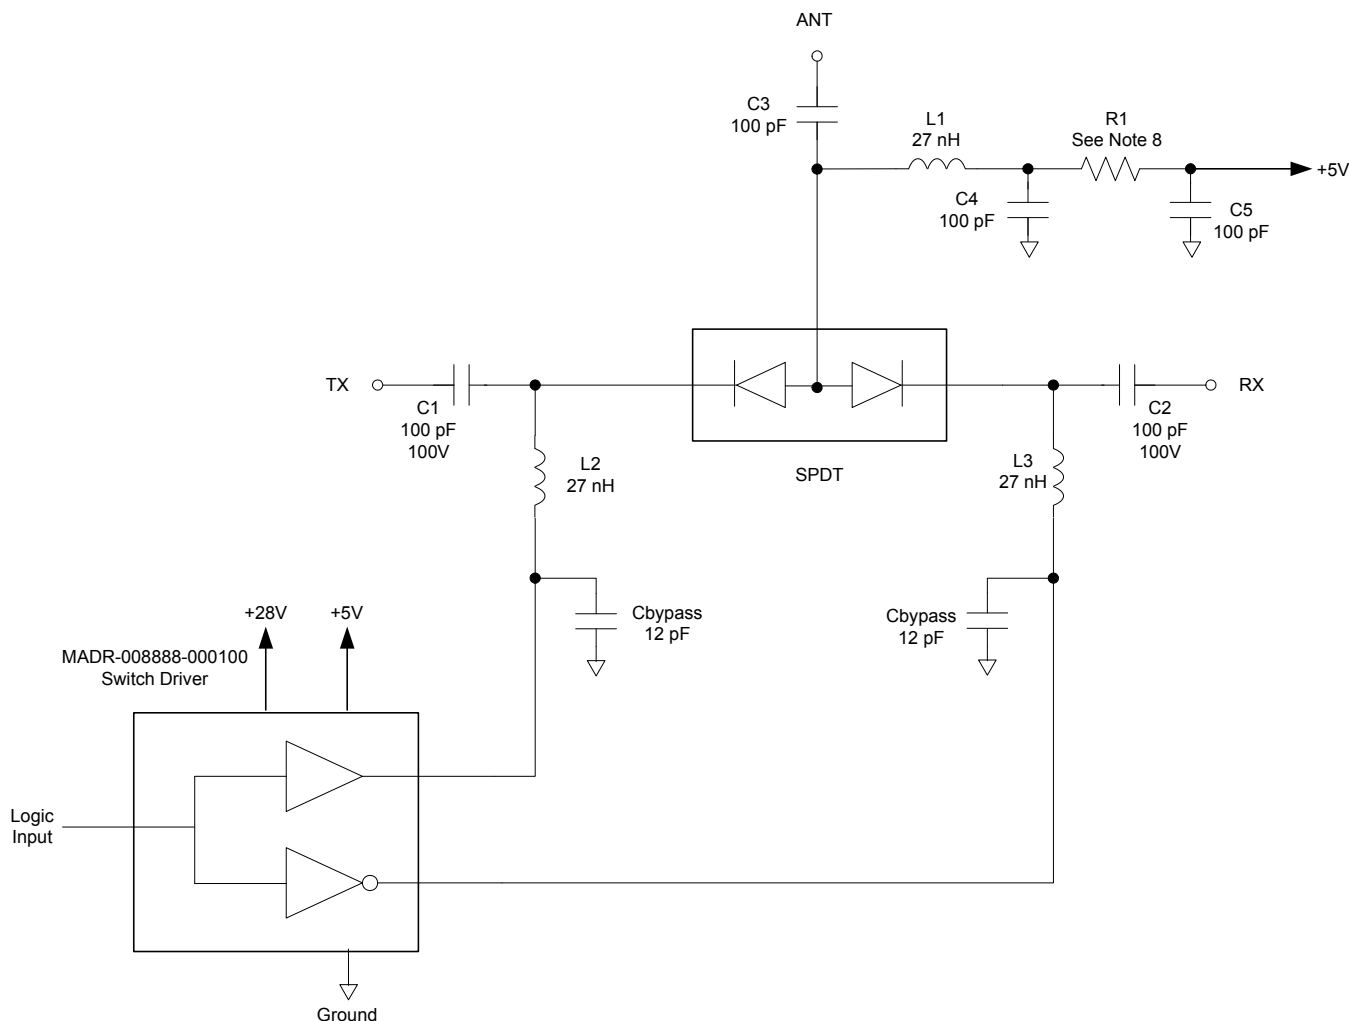 ANT
C3
100 pF
L1
27 nH
R1
See Note 8
+5V
C4
100 pF
C5
100 pF
TX
C1
100 pF
100V
SPDT
C2
100 pF
100V
RX
L2
27 nH
L3
27 nH
Cbypass
12 pF
Cbypass
12 pF
+28V
+5V
MADR-008888-000100
Switch Driver
Logic
Input
Ground